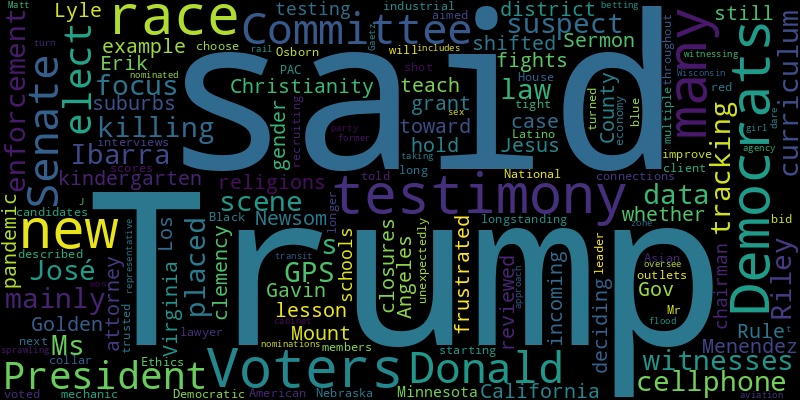 said
Trump
race
Committee
suspect
many
Democrats
Senate
elect
new
testimony
Voters
Donald
President
witnesses
cellphone
data
tracking
law
focus
killing
Ibarra
enforcement
Lyle
example
Erik
suburbs
Christianity
testing
industrial
aimed
Matt
turn
rail
choose
Osborn
PAC
includes
Gaetz
will
shifted
district
Sermon
fights
still
betting
witnessing
Wisconsin
House
curriculum
teach
grant
toward
hold
case
tight
Latino
Jesus
County
economy
blue
turned
red
multiple
throughout
girl
dare
agency
improve
client
connections
National
whether
gender
recruiting
shot
sex
party
former
taking
told
long
nominated
interviews
scores
kindergarten
religions
scene
pandemic
candidates
J
described
José
mainly
Golden
Ms
next
collar
sprawling
won
voted
mechanic
attorney
trusted
representative
Virginia
Los
placed
Black
Newsom
clemency
lawyer
Ethics
Democratic
American
Nebraska
Minnesota
California
starting
members
nominations
transit
s
GPS
Gavin
lesson
Mount
schools
longer
closures
Angeles
unexpectedly
frustrated
longstanding
reviewed
approach
incoming
deciding
leader
zone
Asian
oversee
outlets
Gov
Mr
flood
chairman
bid
Riley
Rule
t
Menendez
aviation